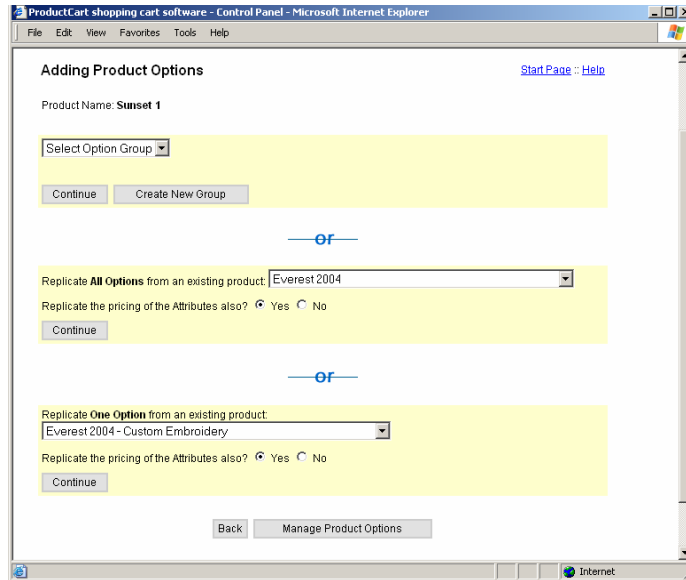 ProductCart shopping cart software - Control Panel - Microsoft Internet Explorer
File Edit View Favorites Tools Help
Adding Product Options Start Page :: Help
Product Name: Sunset 1
Select Option Group
Continue Create New Group
or
Replicate All Options from an existing product: Everest 2004
Replicate the pricing of the Attributes also? Yes No
Continue
or
Replicate One Option from an existing product:
Everest 2004 - Custom Embroidery
Replicate the pricing of the Attributes also? Yes No
Continue
Back Manage Product Options
Internet